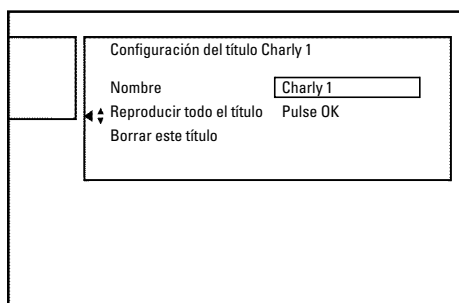 Configuración del título Charly 1
Nombre Charly 1
Reproducir todo el título Pulse OK
Borrar este título